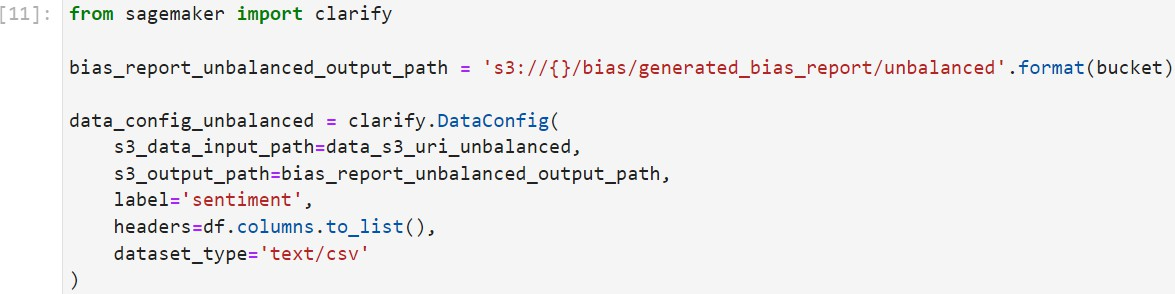 [11]: from sagemaker import clarify
bias_report_unbalanced_output_path = 's3://{}/bias/generated_bias_report/unbalanced'.format(bucket)
data_config_unbalanced = clarify.DataConfig(
    s3_data_input_path=data_s3_uri_unbalanced,
    s3_output_path=bias_report_unbalanced_output_path,
    label='sentiment',
    headers=df.columns.to_list(),
    dataset_type='text/csv'
)